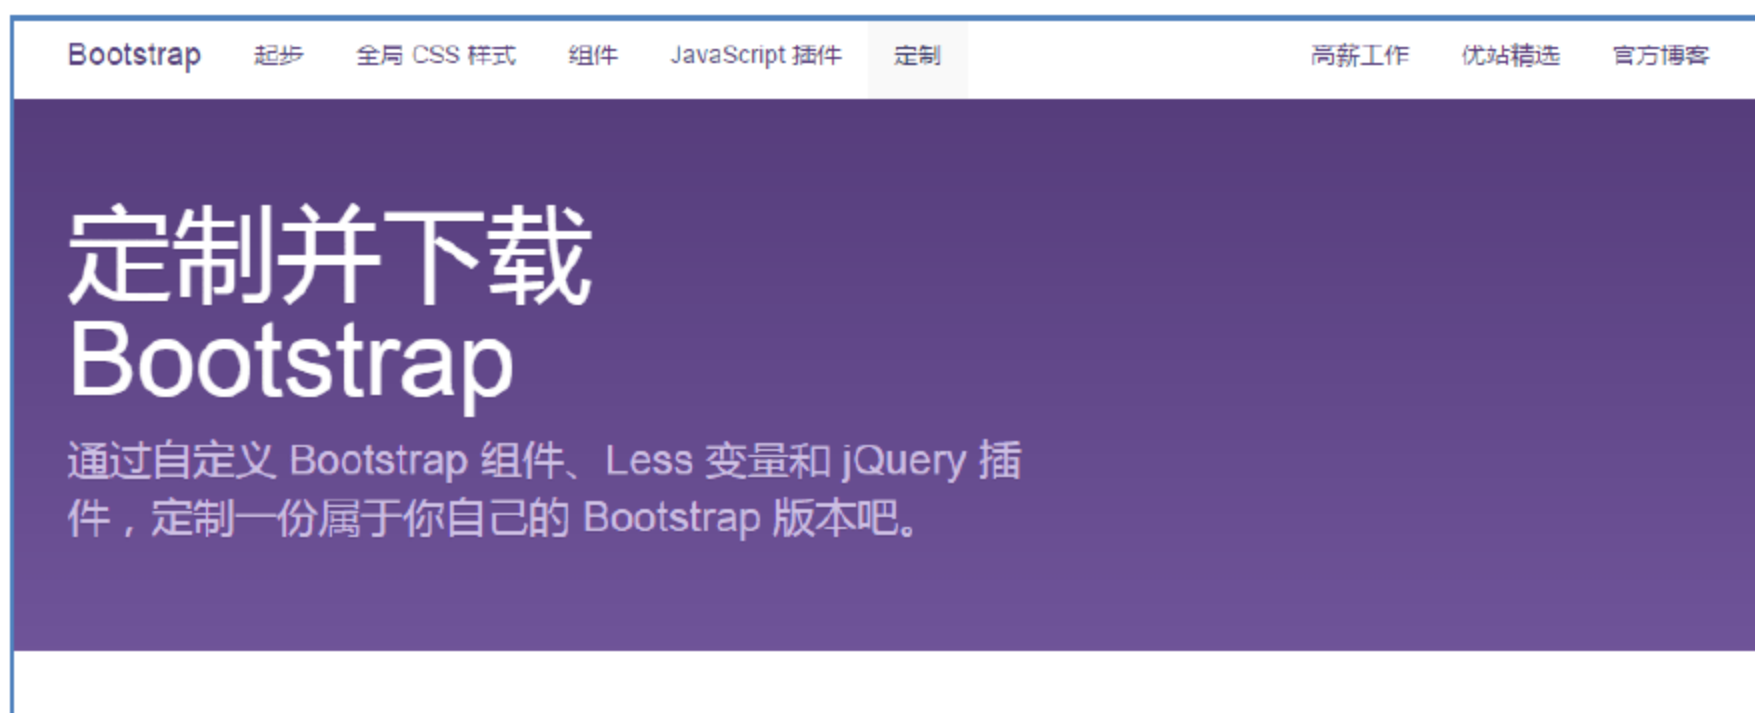 Bootstrap 起步 全局 CSS 样式 组件 JavaScript 插件 定制 高薪工作 优站精选 官方博客
定制并下载
Bootstrap
通过自定义 Bootstrap 组件、Less 变量和 jQuery 插
件，定制一份属于你自己的 Bootstrap 版本吧。